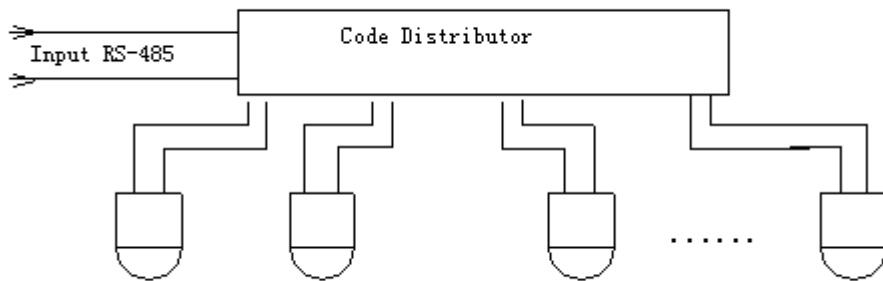 Code Distributor
Input RS-485
......